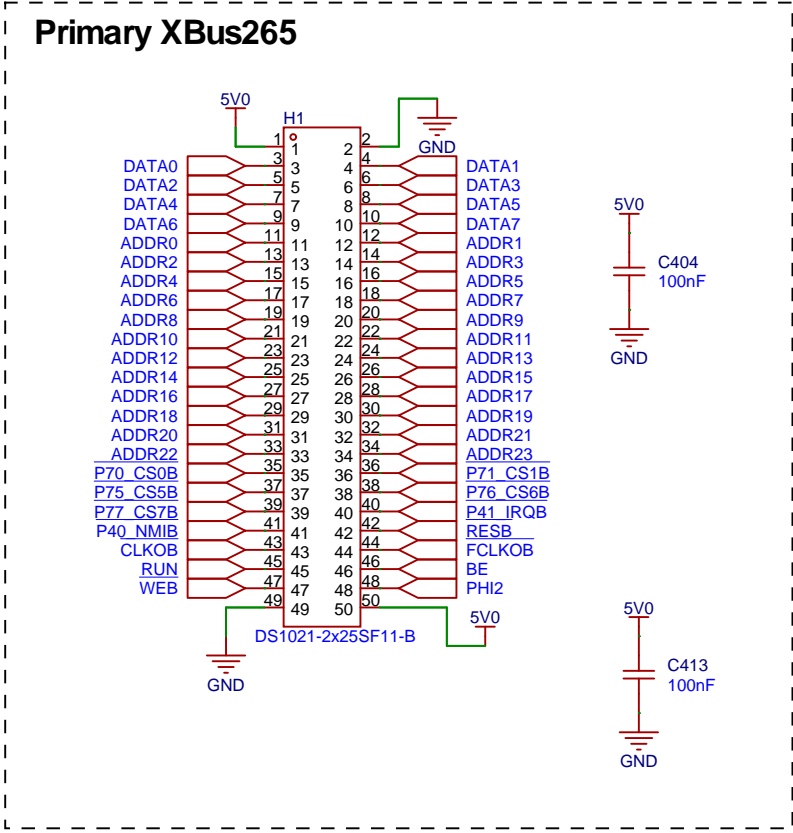 Primary XBus265
5V0
H1
1 1 2 2
GND
DATA0 3 3 4 4 DATA1
DATA2 5 5 6 6 DATA3
DATA4 7 7 8 8 DATA5
DATA6 9 9 10 10 DATA7
ADDR0 11 11 12 12 ADDR1
ADDR2 13 13 14 14 ADDR3
ADDR4 15 15 16 16 ADDR5
ADDR6 17 17 18 18 ADDR7
ADDR8 19 19 20 20 ADDR9
ADDR10 21 21 22 22 ADDR11
ADDR12 23 23 24 24 ADDR13
ADDR14 25 25 26 26 ADDR15
ADDR16 27 27 28 28 ADDR17
ADDR18 29 29 30 30 ADDR19
ADDR20 31 31 32 32 ADDR21
ADDR22 33 33 34 34 ADDR23
P70_CS0B 35 35 36 36 P71_CS1B
P75_CS5B 37 37 38 38 P76_CS6B
P77_CS7B 39 39 40 40 P41_IRQB
P40_NMIB 41 41 42 42 RESB
CLKOB 43 43 44 44 FCLKOB
RUN 45 45 46 46 BE
WEB 47 47 48 48 PHI2
49 49 50 50
5V0
DS1021-2x25SF11-B
GND
5V0
C404
100nF
GND
5V0
C413
100nF
GND